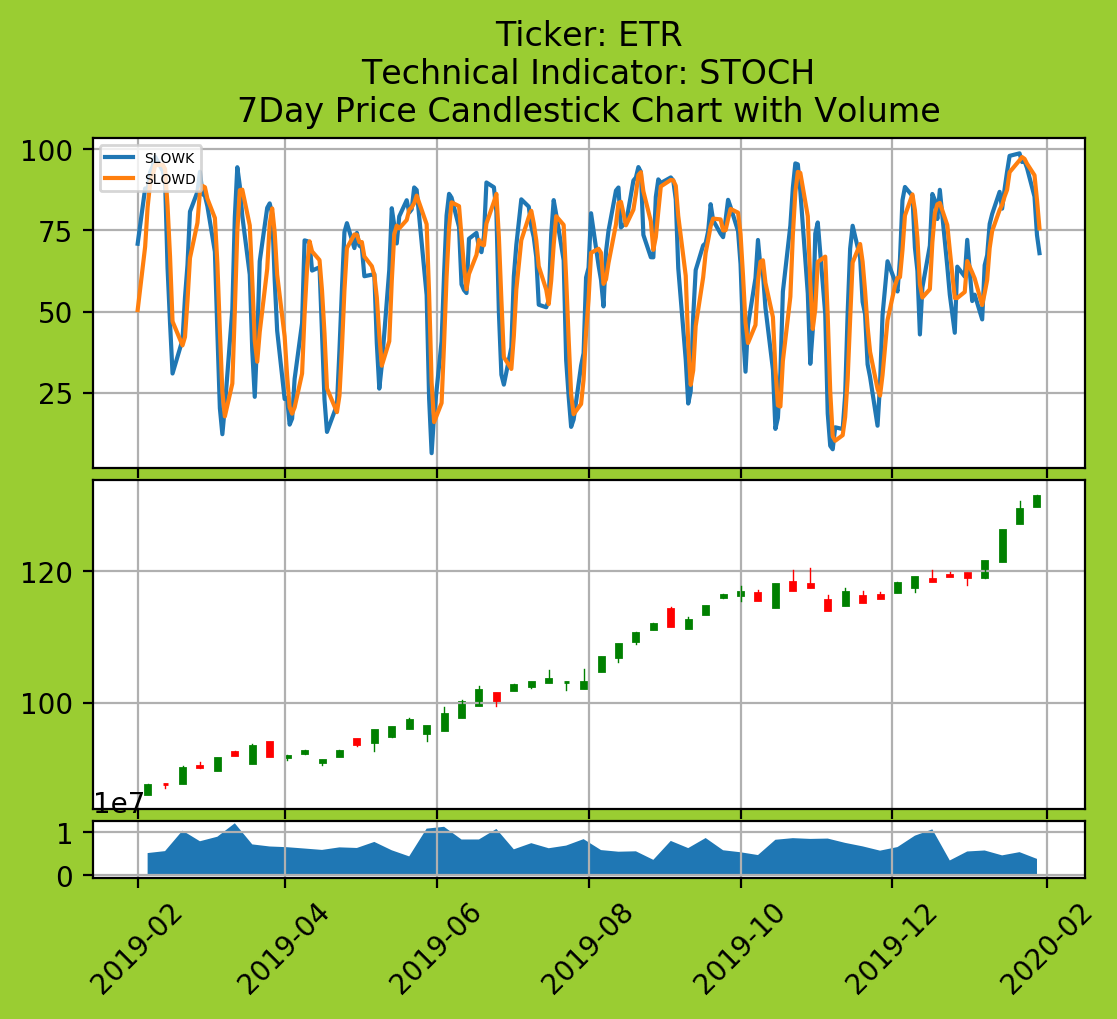 Ticker: ETR
Technical Indicator: STOCH
7Day Price Candlestick Chart with Volume
100
75
50
25
SLOWK
SLOWD
120
100
1e7
1
0
2019-02
2019-04
2019-06
2019-08
2019-10
2019-12
2020-02